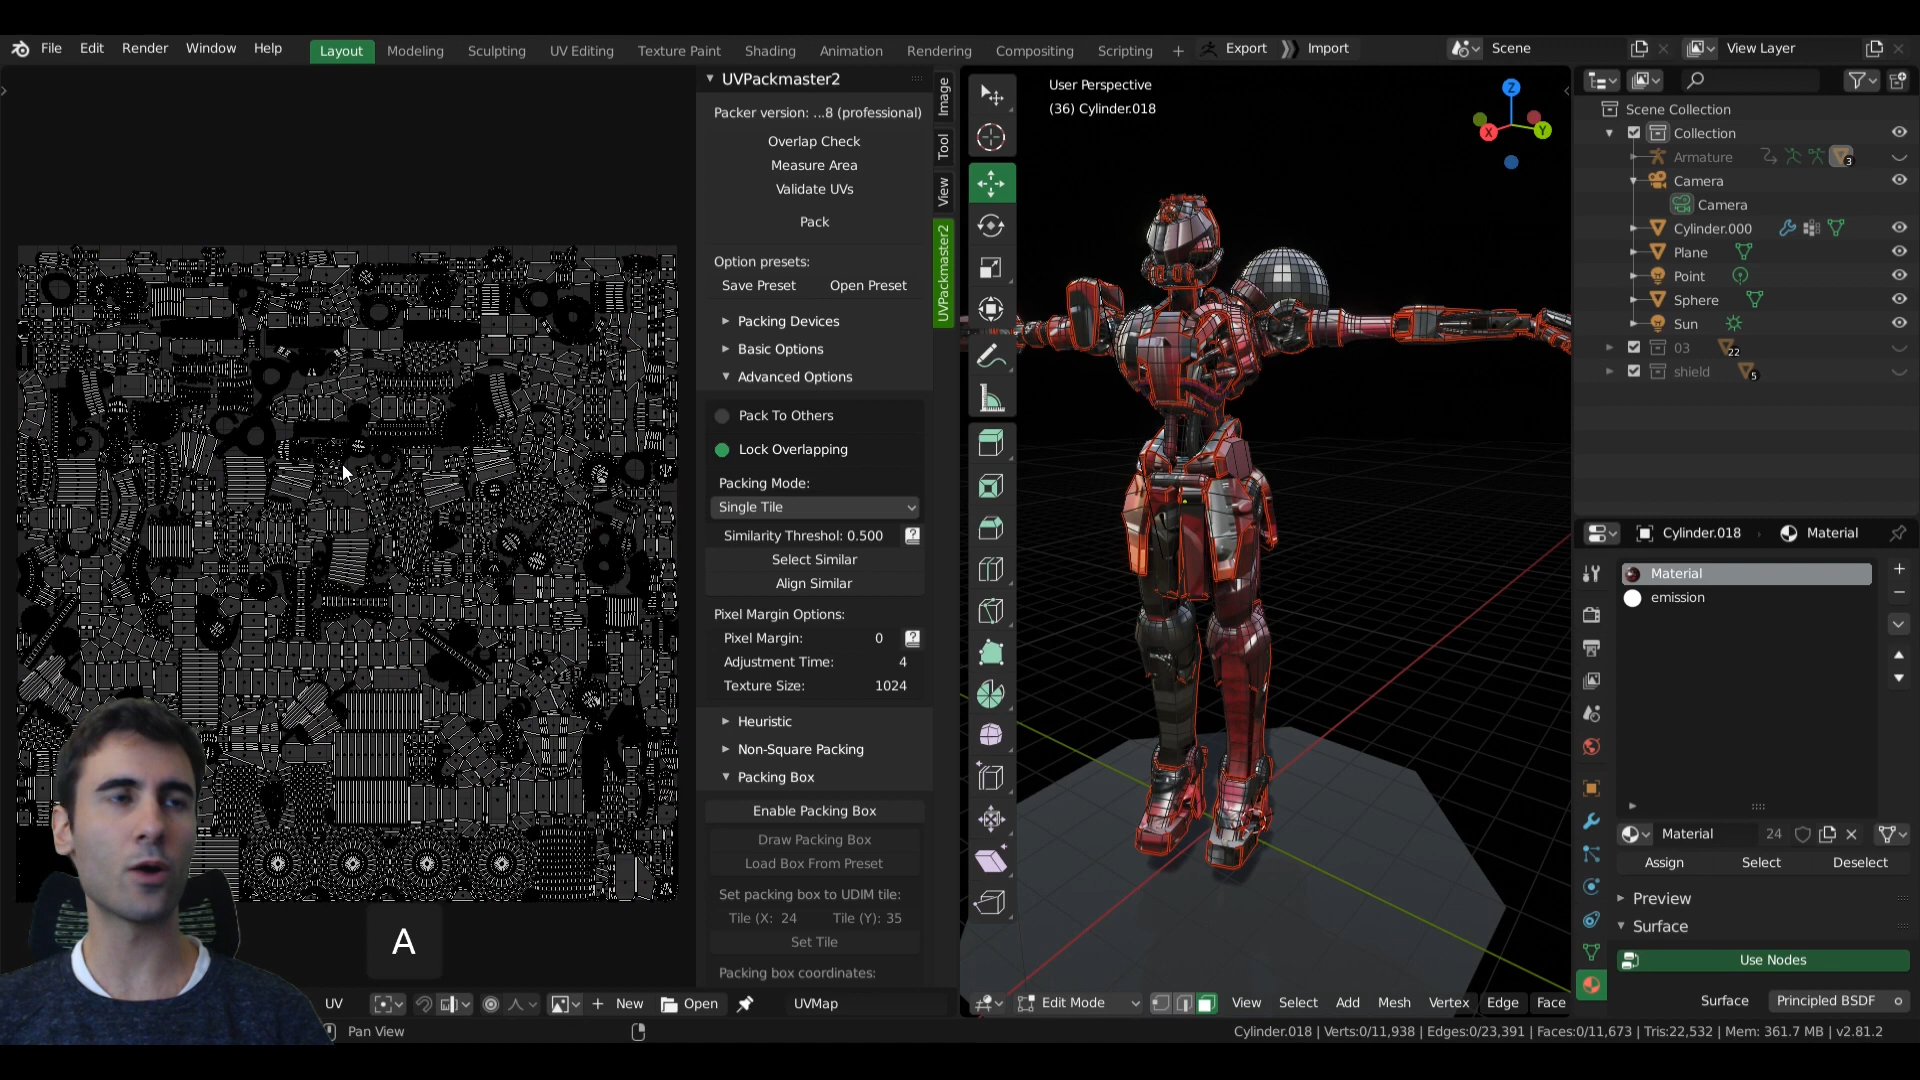 File Edit Render Window Help Layout Modeling Sculpting UV Editing Texture Paint Shading Animation Rendering Compositing Scripting + Export Import Scene View Layer
UVPackmaster2
Packer version: ...8 (professional)
Overlap Check
Measure Area
Validate UVs
Pack
Option presets:
Save Preset Open Preset
Packing Devices
Basic Options
Advanced Options
Pack To Others
Lock Overlapping
Packing Mode:
Single Tile
Similarity Threshol: 0.500
Select Similar
Align Similar
Pixel Margin Options:
Pixel Margin: 0
Adjustment Time: 4
Texture Size: 1024
Heuristic
Non-Square Packing
Packing Box
Enable Packing Box
Draw Packing Box
Load Box From Preset
Set packing box to UDIM tile:
Tile (X: 24 Tile (Y): 35
Set Tile
Packing box coordinates:
Image
Tool
View
UVPackmaster2
User Perspective
(36) Cylinder.018
Z
X
Y
Scene Collection
Collection
Armature 3
Camera
Camera
Cylinder.000
Plane
Point
Sphere
Sun
03 22
shield 5
Cylinder.018 Material
Material
emission
Material 24
Assign Select Deselect
Preview
Surface
Use Nodes
Surface Principled BSDF
A
UV + New Open UVMap
Edit Mode View Select Add Mesh Vertex Edge Face
Pan View
Cylinder.018 | Verts:0/11,938 | Edges:0/23,391 | Faces:0/11,673 | Tris:22,532 | Mem: 361.7 MB | v2.81.2